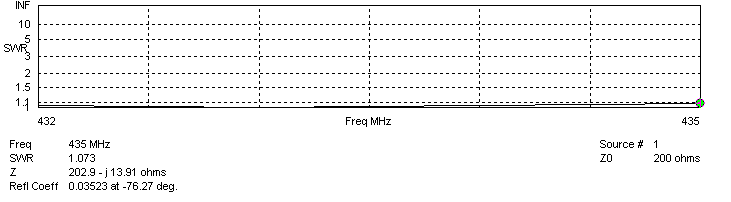 INF
10
5
SWR
3
2
1.5
1.1
1
432 Freq MHz 435
Freq 435 MHz Source # 1
SWR 1.073 Z0 200 ohms
Z 202.9 - j 13.91 ohms
Refl Coeff 0.03523 at -76.27 deg.